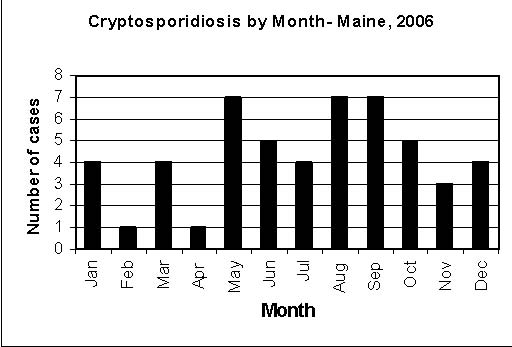 Cryptosporidiosis by Month- Maine, 2006
Number of cases
8
7
6
5
4
3
2
1
0
Jan
Feb
Mar
Apr
May
Jun
Jul
Aug
Sep
Oct
Nov
Dec
Month